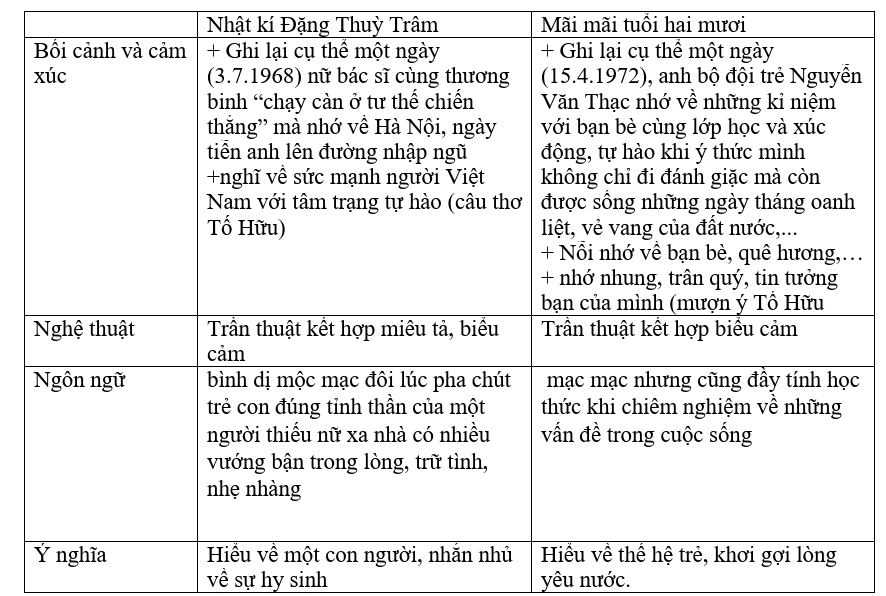 Nhật kí Đặng Thuỳ Trâm
Mãi mãi tuổi hai mươi
Bối cảnh và cảm
xúc
+ Ghi lại cụ thể một ngày
(3.7.1968) nữ bác sĩ cùng thương
binh “chạy càn ở tư thế chiến
thắng” mà nhớ về Hà Nội, ngày
tiễn anh lên đường nhập ngũ
+nghĩ về sức mạnh người Việt
Nam với tâm trạng tự hào (câu thơ
Tố Hữu)
+ Ghi lại cụ thể một ngày
(15.4.1972), anh bộ đội trẻ Nguyễn
Văn Thạc nhớ về những kỉ niệm
với bạn bè cùng lớp học và xúc
động, tự hào khi ý thức mình
không chỉ đi đánh giặc mà còn
được sống những ngày tháng oanh
liệt, vẻ vang của đất nước,...
+ Nỗi nhớ về bạn bè, quê hương,…
+ nhớ nhung, trân quý, tin tưởng
bạn của mình (mượn ý Tố Hữu
Nghệ thuật
Trần thuật kết hợp miêu tả, biểu
cảm
Trần thuật kết hợp biểu cảm
Ngôn ngữ
bình dị mộc mạc đôi lúc pha chút
trẻ con đúng tỉnh thần của một
người thiếu nữ xa nhà có nhiều
vướng bận trong lòng, trữ tình,
nhẹ nhàng
mạc mạc nhưng cũng đầy tính học
thức khi chiêm nghiệm về những
vấn đề trong cuộc sống
Ý nghĩa
Hiểu về một con người, nhắn nhủ
về sự hy sinh
Hiểu về thế hệ trẻ, khơi gợi lòng
yêu nước.